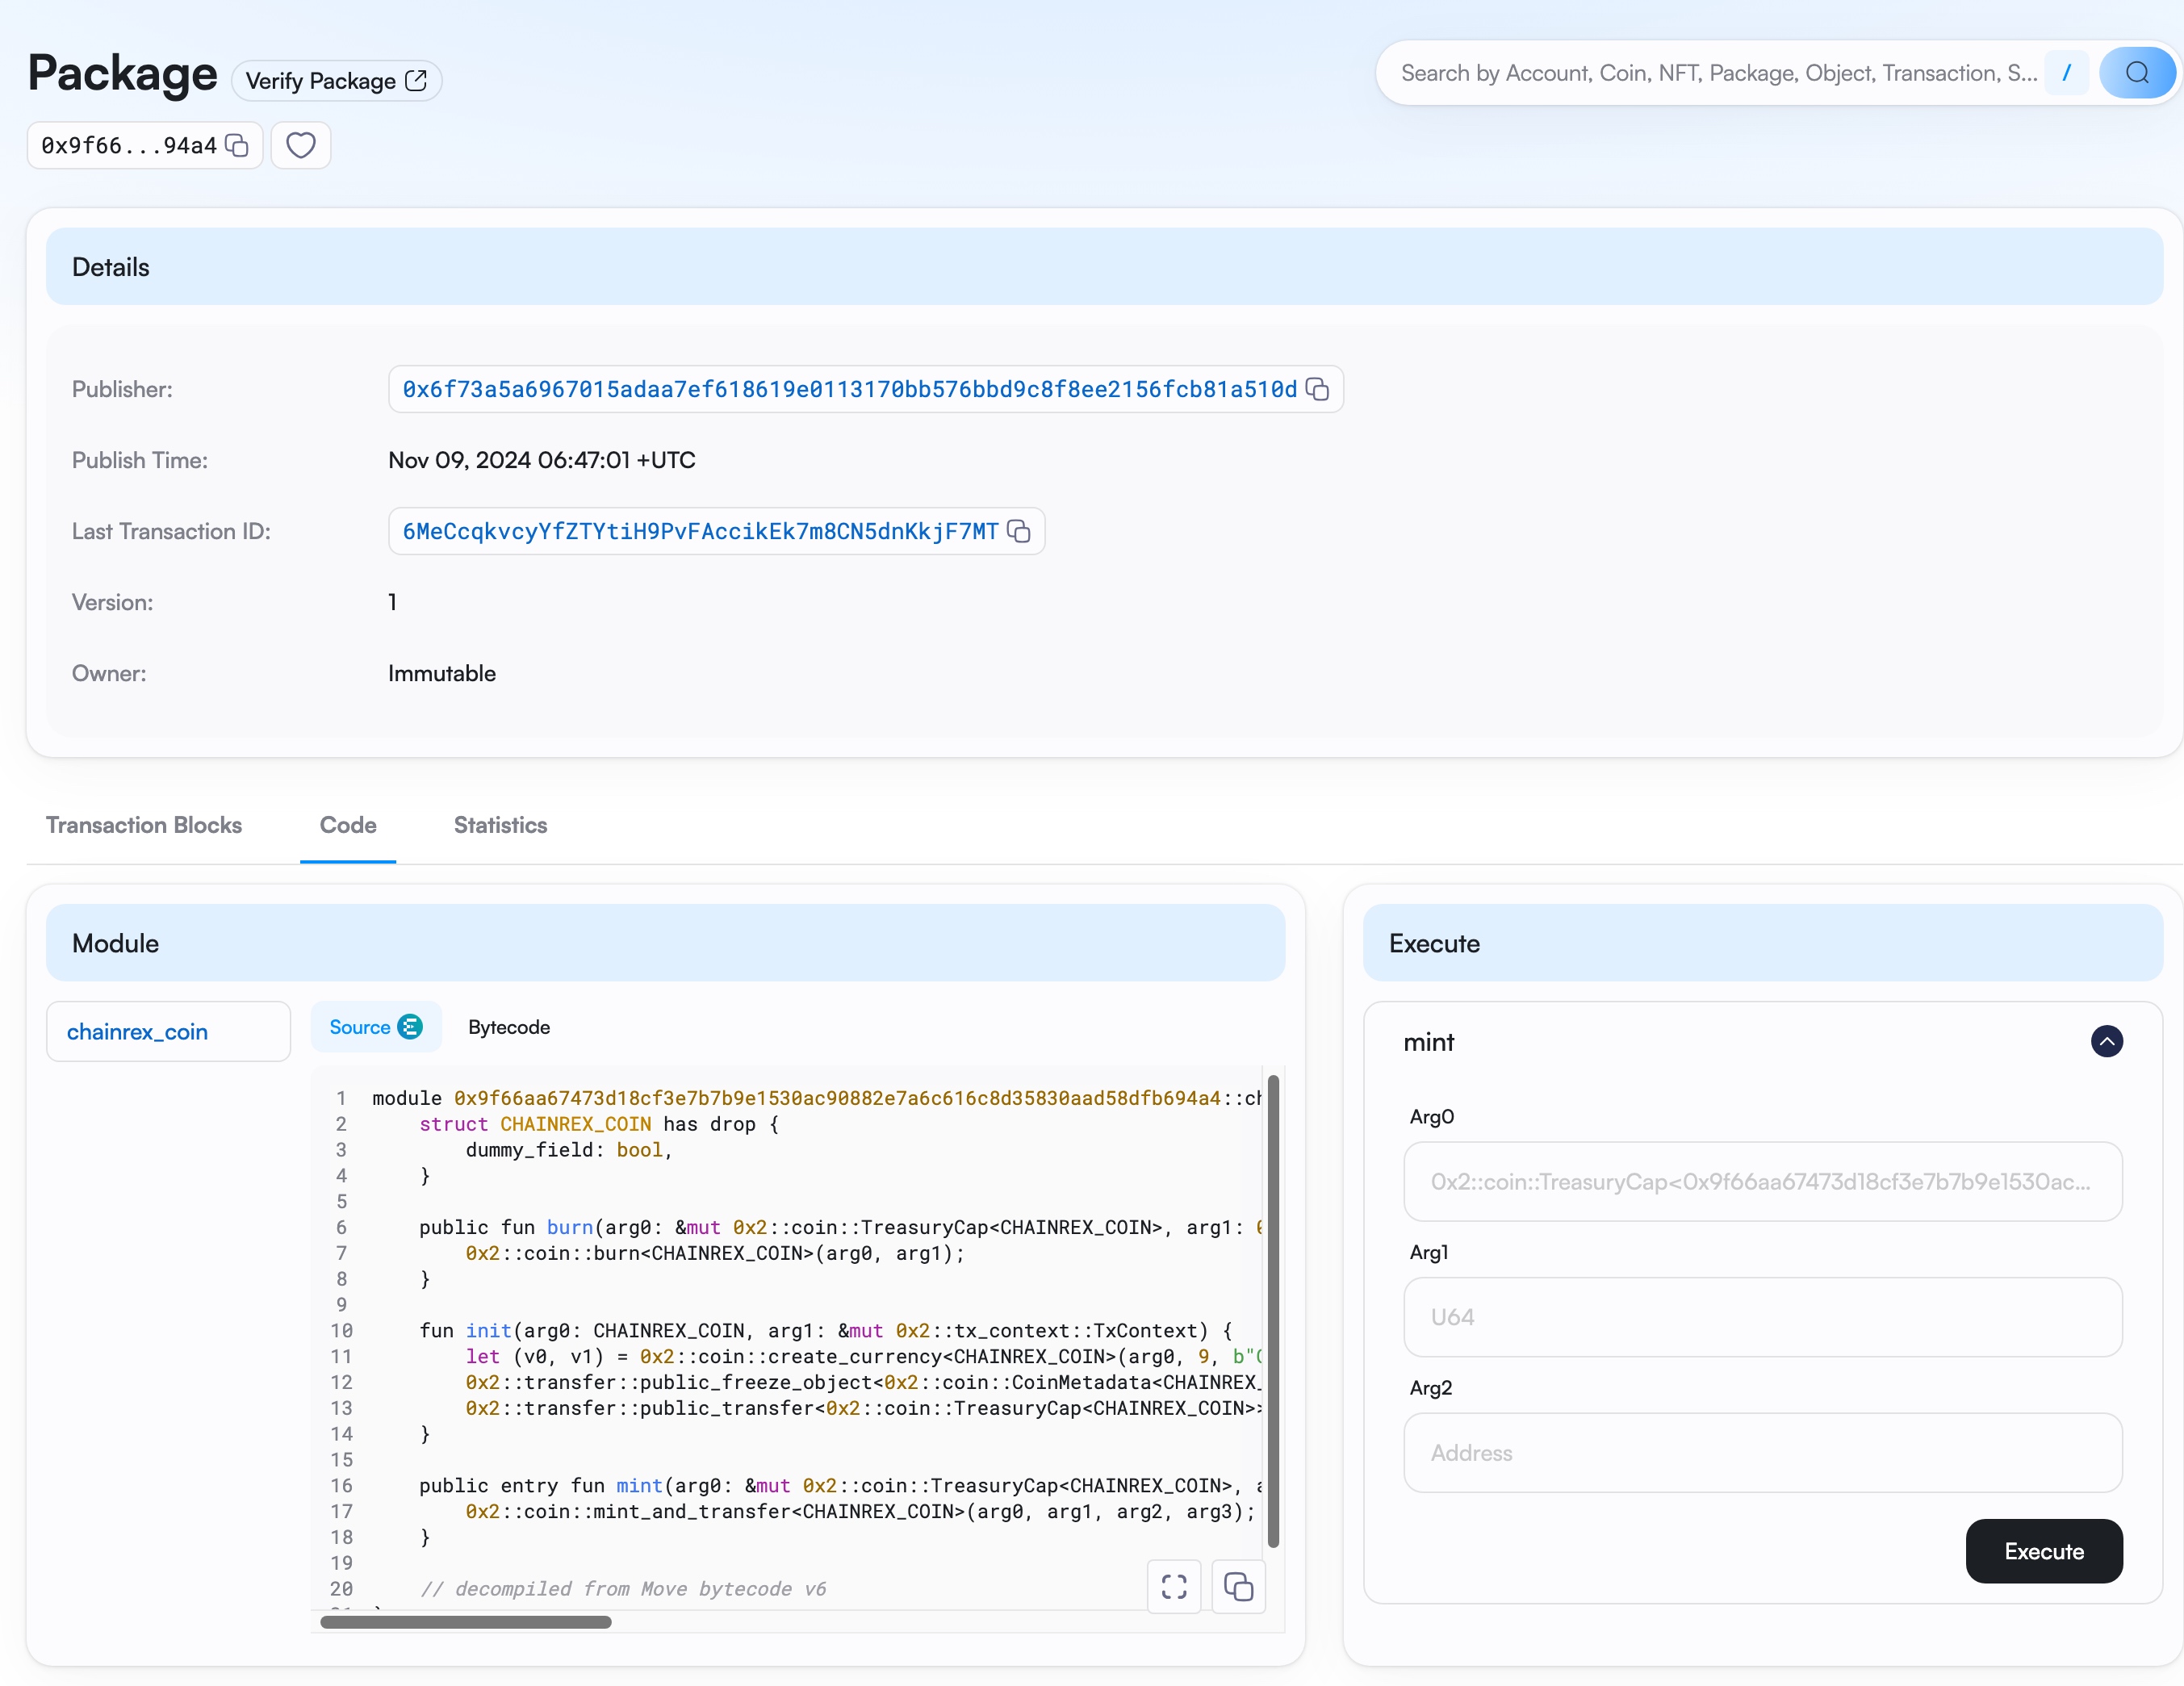 Package
Verify Package
Search by Account, Coin, NFT, Package, Object, Transaction, S...
/
0x9f66...94a4
Details
Publisher:
0x6f73a5a6967015adaa7ef618619e0113170bb576bbd9c8f8ee2156fcb81a510d
Publish Time:
Nov 09, 2024 06:47:01 +UTC
Last Transaction ID:
6MeCcqkvcyYfZTYtiH9PvFAccikEk7m8CN5dnKkjF7MT
Version:
1
Owner:
Immutable
Transaction Blocks
Code
Statistics
Module
chainrex_coin
Source
Bytecode
1 module 0x9f66aa67473d18cf3e7b7b9e1530ac90882e7a6c616c8d35830aad58dfb694a4::ch
2 struct CHAINREX_COIN has drop {
3 dummy_field: bool,
4 }
5
6 public fun burn(arg0: &mut 0x2::coin::TreasuryCap<CHAINREX_COIN>, arg1: 0
7 0x2::coin::burn<CHAINREX_COIN>(arg0, arg1);
8 }
9
10 fun init(arg0: CHAINREX_COIN, arg1: &mut 0x2::tx_context::TxContext) {
11 let (v0, v1) = 0x2::coin::create_currency<CHAINREX_COIN>(arg0, 9, b"C
12 0x2::transfer::public_freeze_object<0x2::coin::CoinMetadata<CHAINREX_
13 0x2::transfer::public_transfer<0x2::coin::TreasuryCap<CHAINREX_COIN>>
14 }
15
16 public entry fun mint(arg0: &mut 0x2::coin::TreasuryCap<CHAINREX_COIN>, a
17 0x2::coin::mint_and_transfer<CHAINREX_COIN>(arg0, arg1, arg2, arg3);
18 }
19
20 // decompiled from Move bytecode v6
Execute
mint
Arg0
0x2::coin::TreasuryCap<0x9f66aa67473d18cf3e7b7b9e1530ac...
Arg1
U64
Arg2
Address
Execute